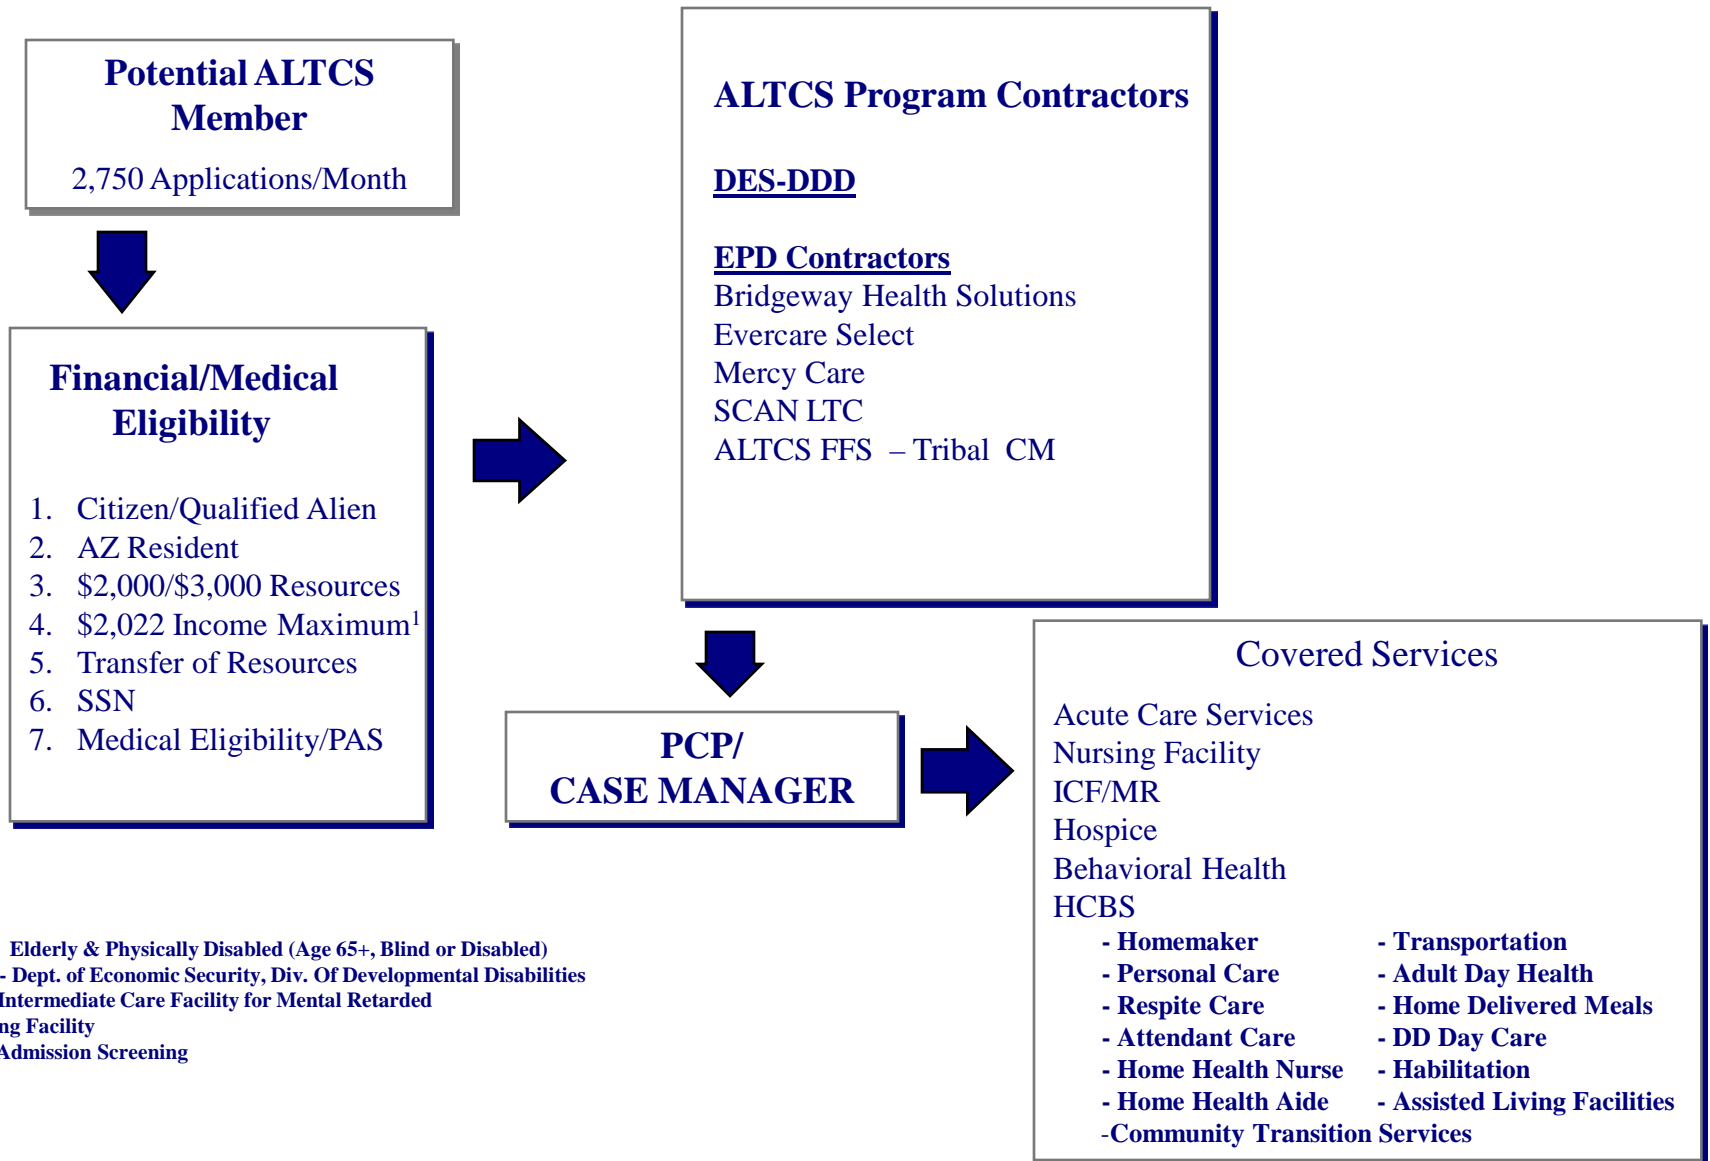 Potential ALTCS
Member
2,750 Applications/Month
Financial/Medical
Eligibility
1. Citizen/Qualified Alien
2. AZ Resident
3. $2,000/$3,000 Resources
4. $2,022 Income Maximum1
5. Transfer of Resources
6. SSN
7. Medical Eligibility/PAS
ALTCS Program Contractors
DES-DDD
EPD Contractors
Bridgeway Health Solutions
Evercare Select
Mercy Care
SCAN LTC
ALTCS FFS – Tribal CM
PCP/
CASE MANAGER
Covered Services
Acute Care Services
Nursing Facility
ICF/MR
Hospice
Behavioral Health
HCBS
- Homemaker - Transportation
- Personal Care - Adult Day Health
- Respite Care - Home Delivered Meals
- Attendant Care - DD Day Care
- Home Health Nurse - Habilitation
- Home Health Aide - Assisted Living Facilities
-Community Transition Services
Elderly & Physically Disabled (Age 65+, Blind or Disabled)
- Dept. of Economic Security, Div. Of Developmental Disabilities
Intermediate Care Facility for Mental Retarded
ng Facility
Admission Screening